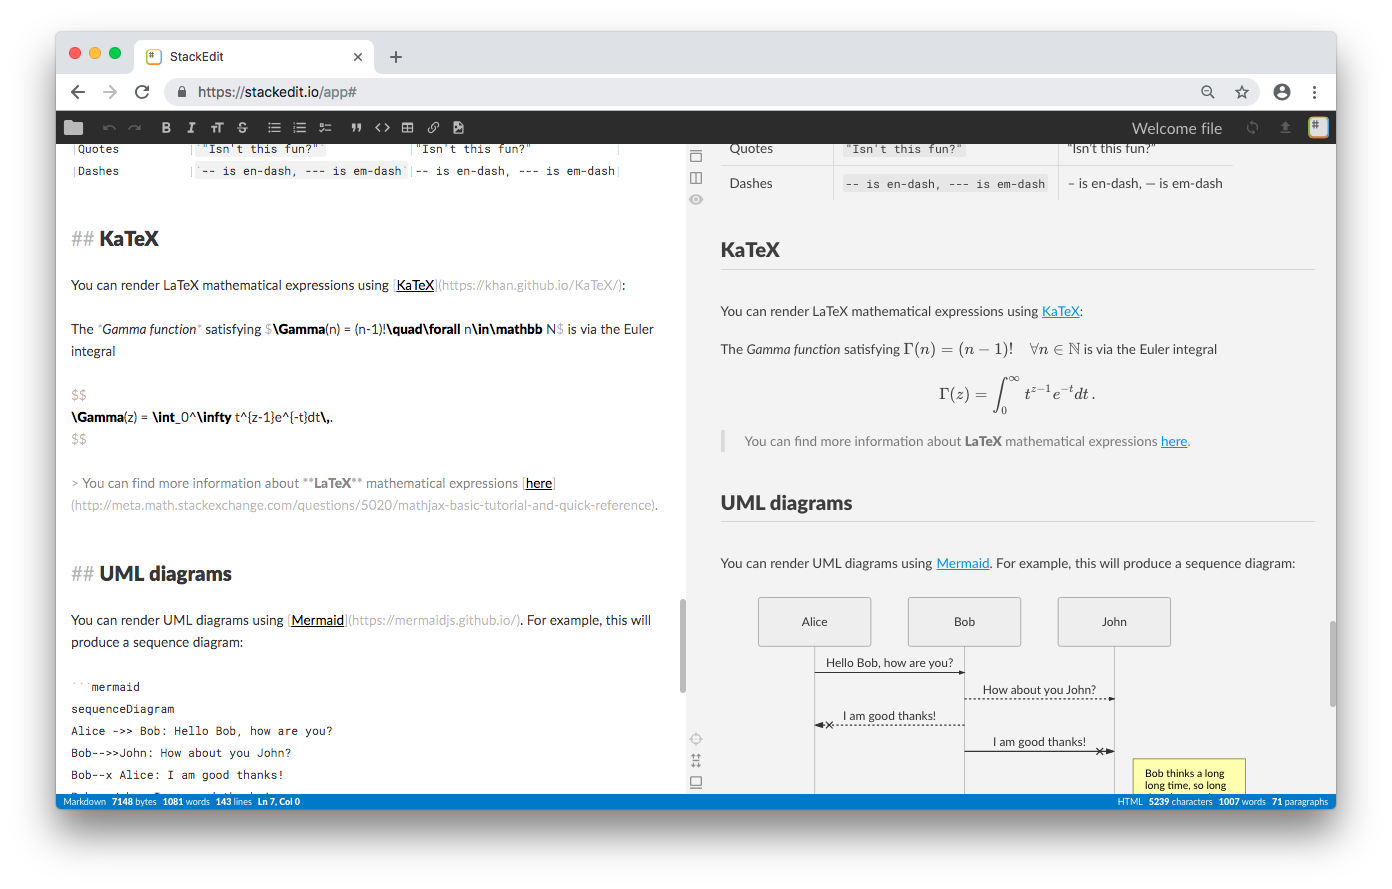 StackEdit
https://stackedit.io/app#
Welcome file
|Quotes |`"Isn't this fun?"` |"Isn't this fun?" |
|Dashes |`-- is en-dash, --- is em-dash`|-- is en-dash, --- is em-dash|
## KaTeX
You can render LaTeX mathematical expressions using [KaTeX](https://khan.github.io/KaTeX/):
The *Gamma function* satisfying $\Gamma(n) = (n-1)!\quad\forall n\in\mathbb N$ is via the Euler
integral
$$
\Gamma(z) = \int_0^\infty t^{z-1}e^{-t}dt\,.
$$
> You can find more information about **LaTeX** mathematical expressions [here]
(http://meta.math.stackexchange.com/questions/5020/mathjax-basic-tutorial-and-quick-reference).
## UML diagrams
You can render UML diagrams using [Mermaid](https://mermaidjs.github.io/). For example, this will
produce a sequence diagram:
```mermaid
sequenceDiagram
Alice ->> Bob: Hello Bob, how are you?
Bob-->>John: How about you John?
Bob--x Alice: I am good thanks!
Quotes "Isn't this fun?" “Isn’t this fun?”
Dashes -- is en-dash, --- is em-dash – is en-dash, — is em-dash
KaTeX
You can render LaTeX mathematical expressions using KaTeX:
The Gamma function satisfying Γ(n) = (n − 1)! ∀n ∈ ℕ is via the Euler integral
Γ(z) = ∫₀^∞ t^{z−1}e^{−t}dt .
You can find more information about LaTeX mathematical expressions here.
UML diagrams
You can render UML diagrams using Mermaid. For example, this will produce a sequence diagram:
Alice Bob John
Hello Bob, how are you?
How about you John?
I am good thanks!
I am good thanks!
Bob thinks a long
long time, so long
Markdown 7148 bytes 1081 words 143 lines Ln 7, Col 0
HTML 5239 characters 1007 words 71 paragraphs